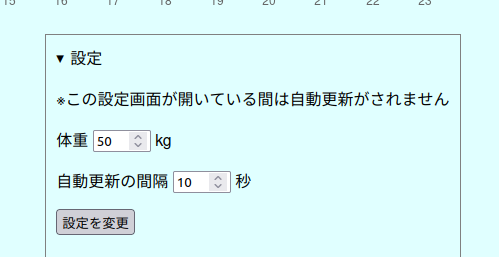 15 16 17 18 19 20 21 22 23
▼ 設定
※この設定画面が開いている間は自動更新がされません
体重 50 kg
自動更新の間隔 10 秒
設定を変更